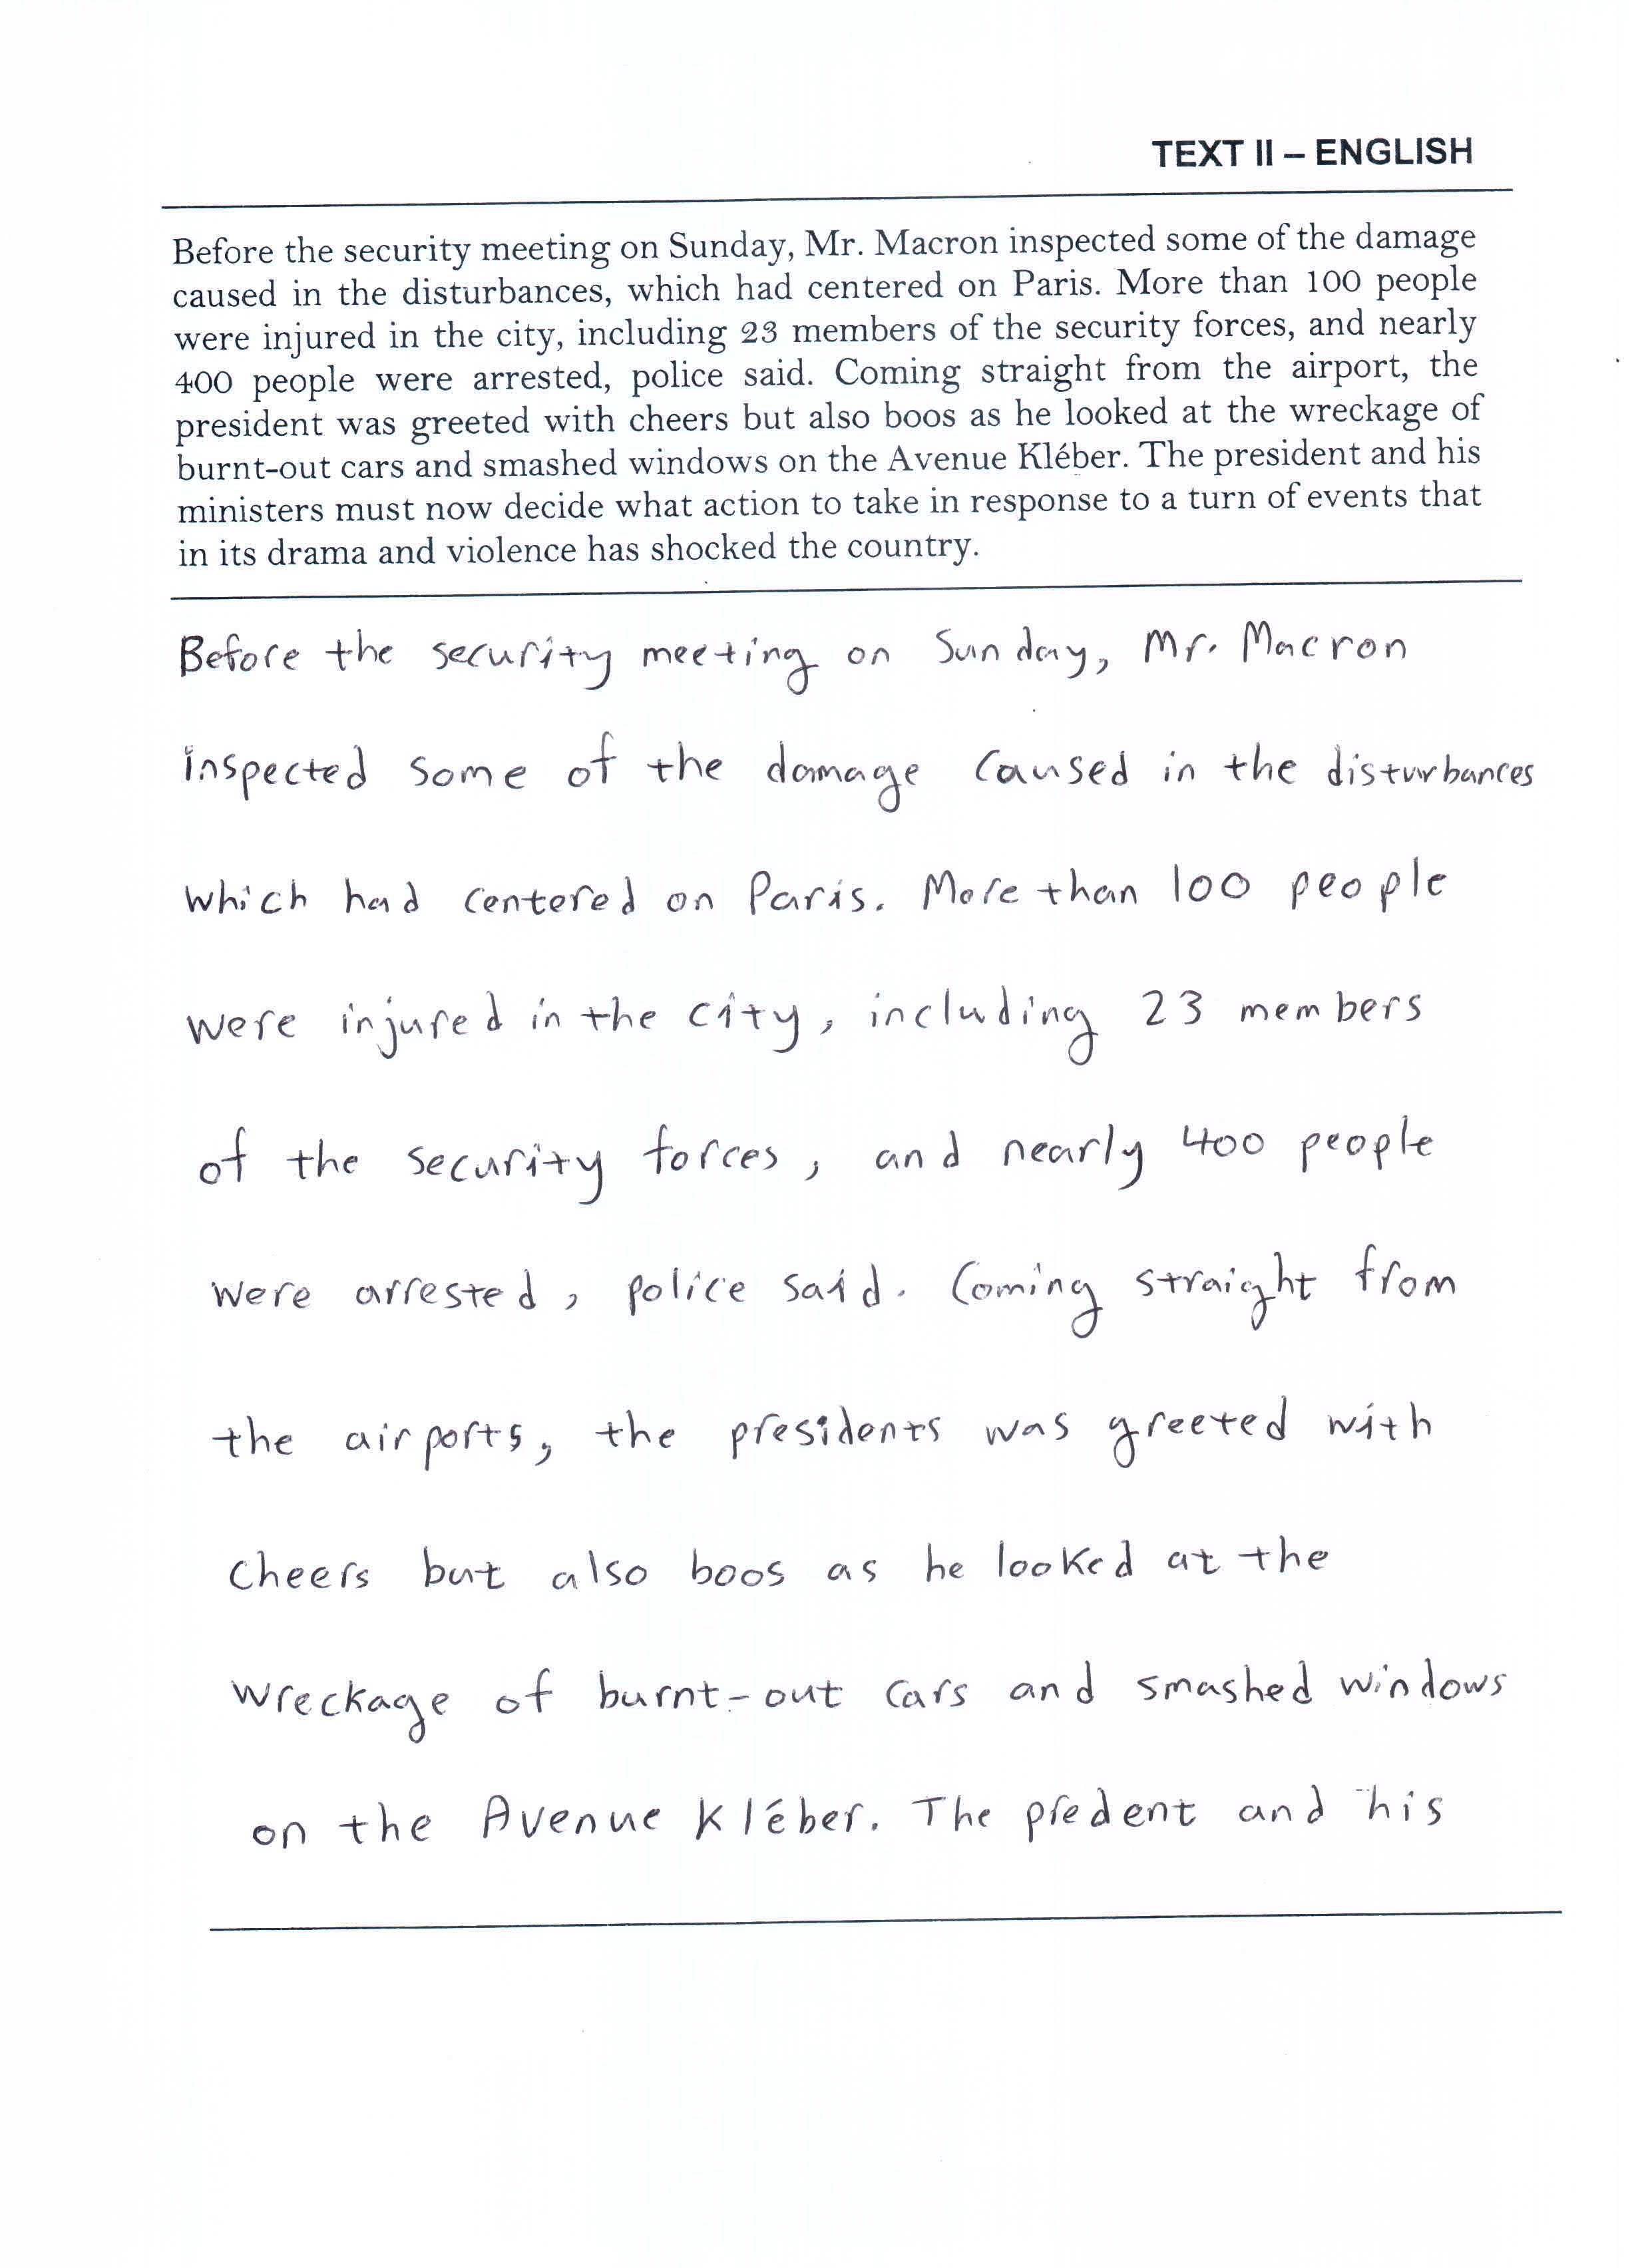 TEXT II – ENGLISH
Before the security meeting on Sunday, Mr. Macron inspected some of the damage
caused in the disturbances, which had centered on Paris. More than 100 people
were injured in the city, including 23 members of the security forces, and nearly
400 people were arrested, police said. Coming straight from the airport, the
president was greeted with cheers but also boos as he looked at the wreckage of
burnt-out cars and smashed windows on the Avenue Kléber. The president and his
ministers must now decide what action to take in response to a turn of events that
in its drama and violence has shocked the country.
Before the security meeting on Sunday, Mr. Macron
inspected some of the damage caused in the disturbances
which had centered on Paris. More than 100 people
were injured in the city, including 23 members
of the security forces, and nearly 400 people
were arrested, police said. Coming straight from
the airports, the presidents was greeted with
cheers but also boos as he looked at the
wreckage of burnt-out cars and smashed windows
on the Avenue Kléber. The predent and his